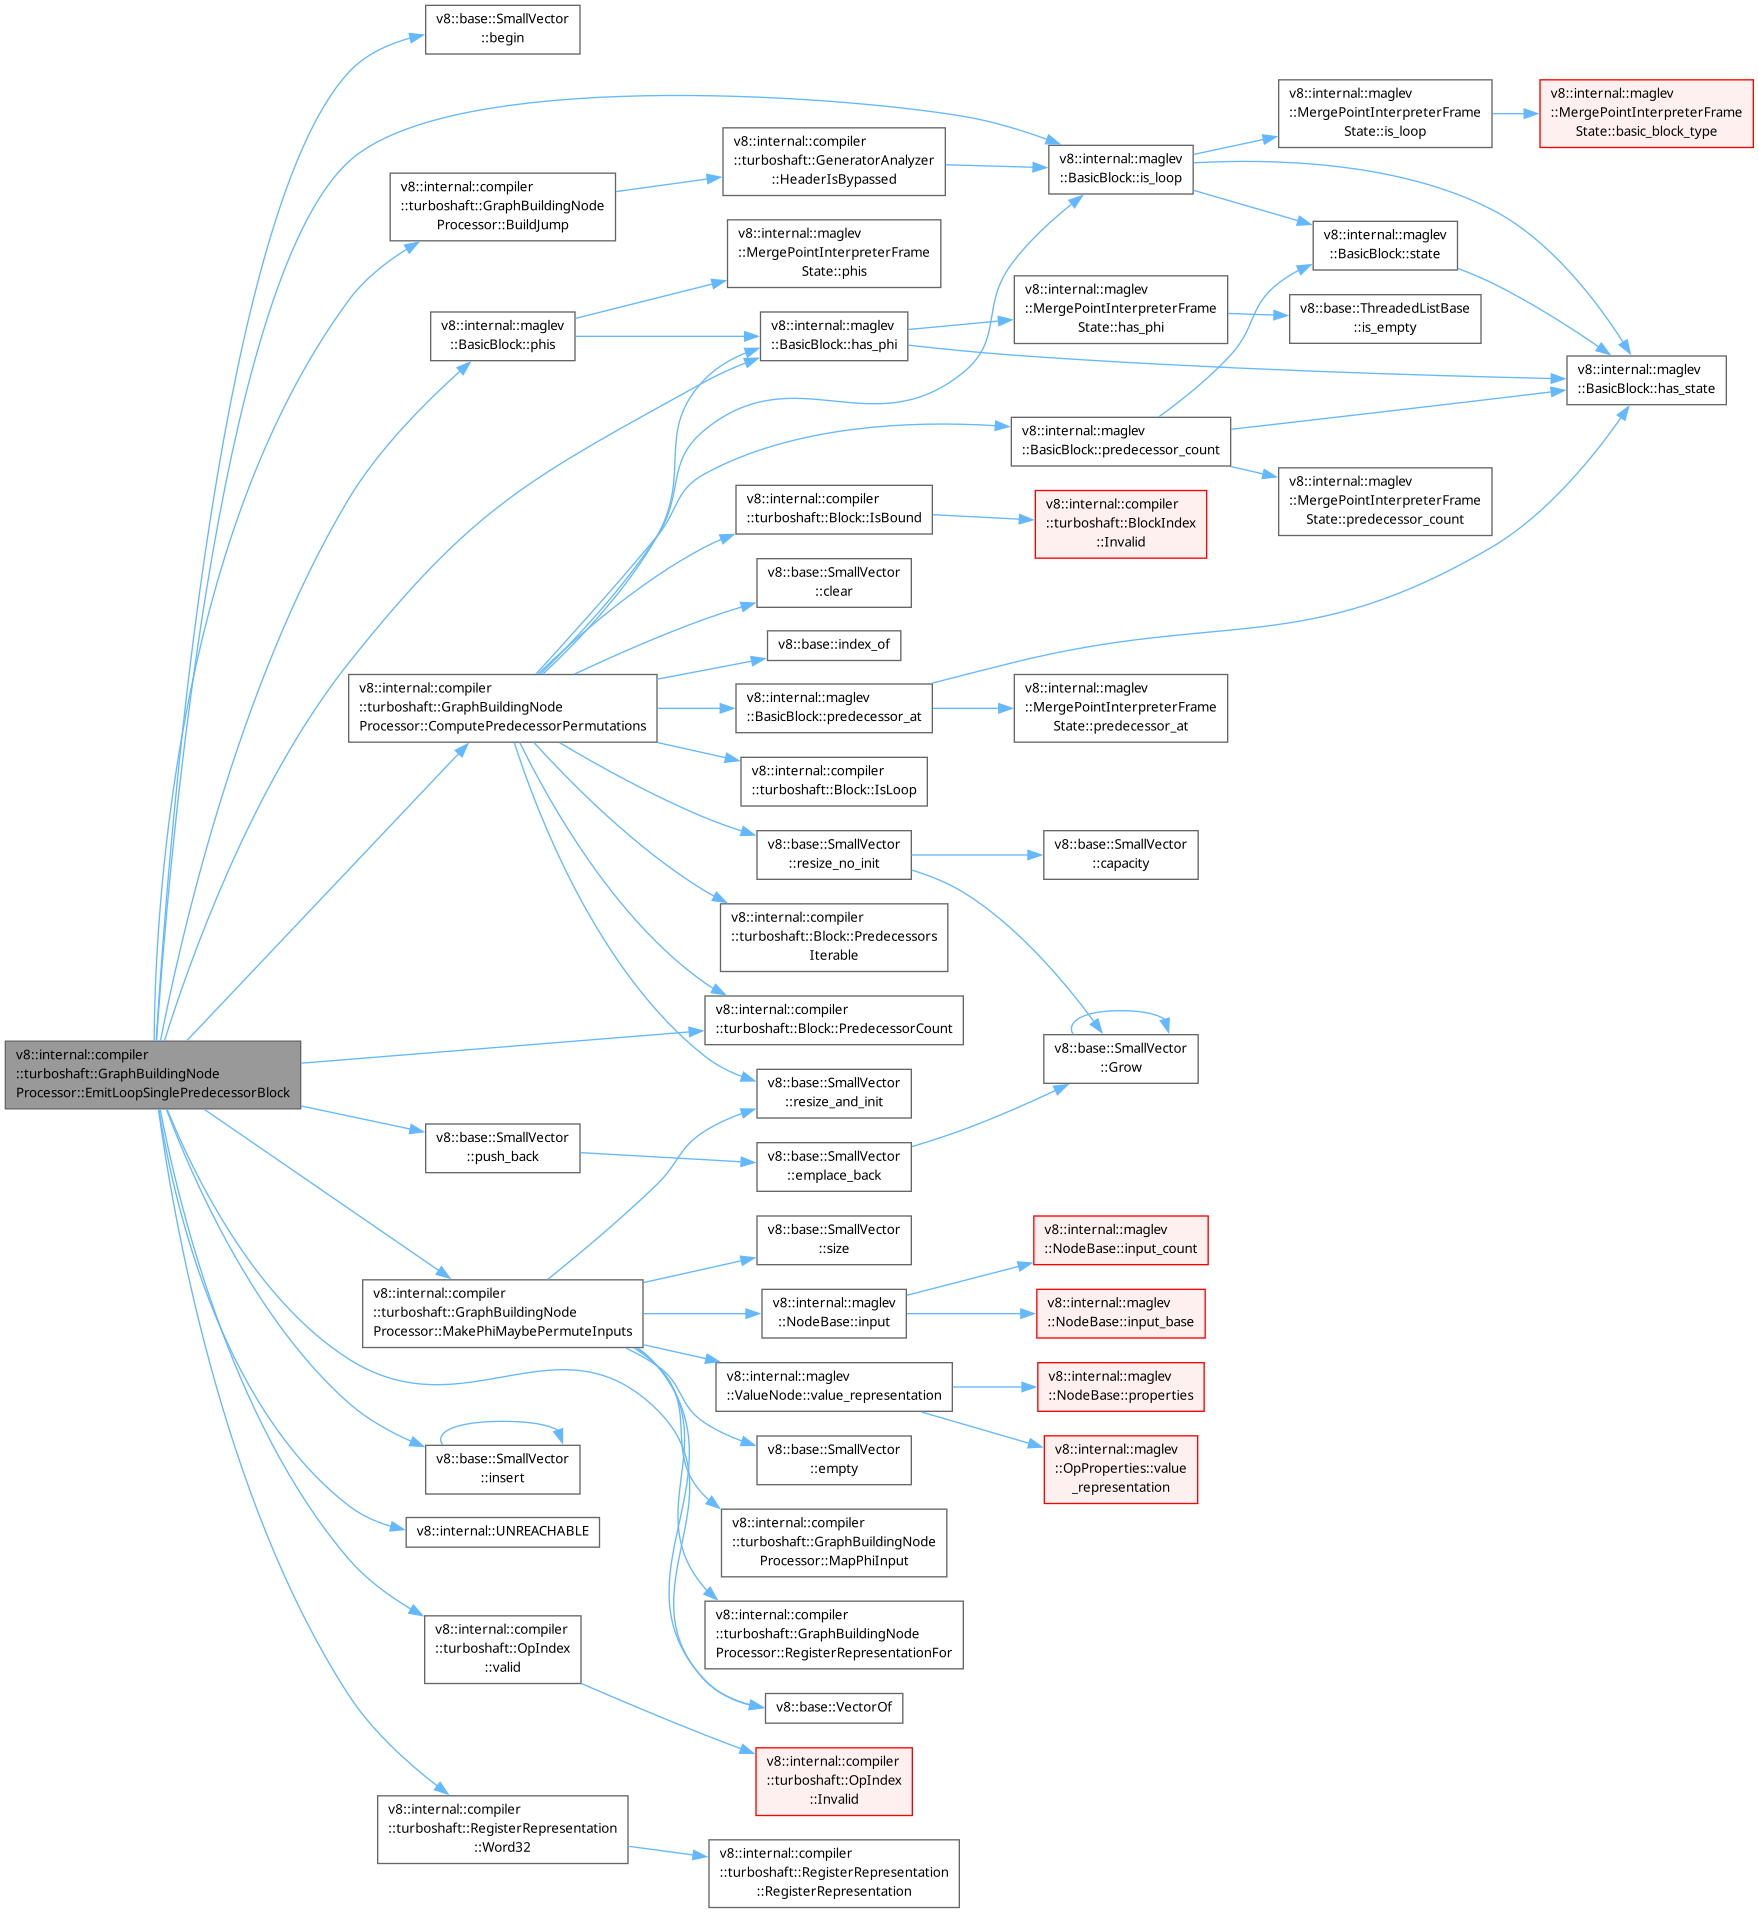 v8::base::SmallVector
::begin
v8::internal::maglev
::MergePointInterpreterFrame
State::is_loop
v8::internal::maglev
::MergePointInterpreterFrame
State::basic_block_type
v8::internal::compiler
::turboshaft::GeneratorAnalyzer
::HeaderIsBypassed
v8::internal::maglev
::BasicBlock::is_loop
v8::internal::compiler
::turboshaft::GraphBuildingNode
Processor::BuildJump
v8::internal::maglev
::MergePointInterpreterFrame
State::phis
v8::internal::maglev
::BasicBlock::state
v8::internal::maglev
::BasicBlock::phis
v8::internal::maglev
::BasicBlock::has_phi
v8::internal::maglev
::MergePointInterpreterFrame
State::has_phi
v8::base::ThreadedListBase
::is_empty
v8::internal::maglev
::BasicBlock::has_state
v8::internal::maglev
::BasicBlock::predecessor_count
v8::internal::maglev
::MergePointInterpreterFrame
State::predecessor_count
v8::internal::compiler
::turboshaft::Block::IsBound
v8::internal::compiler
::turboshaft::BlockIndex
::Invalid
v8::base::SmallVector
::clear
v8::base::index_of
v8::internal::compiler
::turboshaft::GraphBuildingNode
Processor::ComputePredecessorPermutations
v8::internal::maglev
::BasicBlock::predecessor_at
v8::internal::maglev
::MergePointInterpreterFrame
State::predecessor_at
v8::internal::compiler
::turboshaft::Block::IsLoop
v8::base::SmallVector
::resize_no_init
v8::base::SmallVector
::capacity
v8::internal::compiler
::turboshaft::Block::Predecessors
Iterable
v8::internal::compiler
::turboshaft::Block::PredecessorCount
v8::base::SmallVector
::Grow
v8::internal::compiler
::turboshaft::GraphBuildingNode
Processor::EmitLoopSinglePredecessorBlock
v8::base::SmallVector
::resize_and_init
v8::base::SmallVector
::push_back
v8::base::SmallVector
::emplace_back
v8::base::SmallVector
::size
v8::internal::maglev
::NodeBase::input_count
v8::internal::compiler
::turboshaft::GraphBuildingNode
Processor::MakePhiMaybePermuteInputs
v8::internal::maglev
::NodeBase::input
v8::internal::maglev
::NodeBase::input_base
v8::internal::maglev
::ValueNode::value_representation
v8::internal::maglev
::NodeBase::properties
v8::base::SmallVector
::insert
v8::base::SmallVector
::empty
v8::internal::maglev
::OpProperties::value
_representation
v8::internal::UNREACHABLE
v8::internal::compiler
::turboshaft::GraphBuildingNode
Processor::MapPhiInput
v8::internal::compiler
::turboshaft::GraphBuildingNode
Processor::RegisterRepresentationFor
v8::internal::compiler
::turboshaft::OpIndex
::valid
v8::base::VectorOf
v8::internal::compiler
::turboshaft::OpIndex
::Invalid
v8::internal::compiler
::turboshaft::RegisterRepresentation
::Word32
v8::internal::compiler
::turboshaft::RegisterRepresentation
::RegisterRepresentation